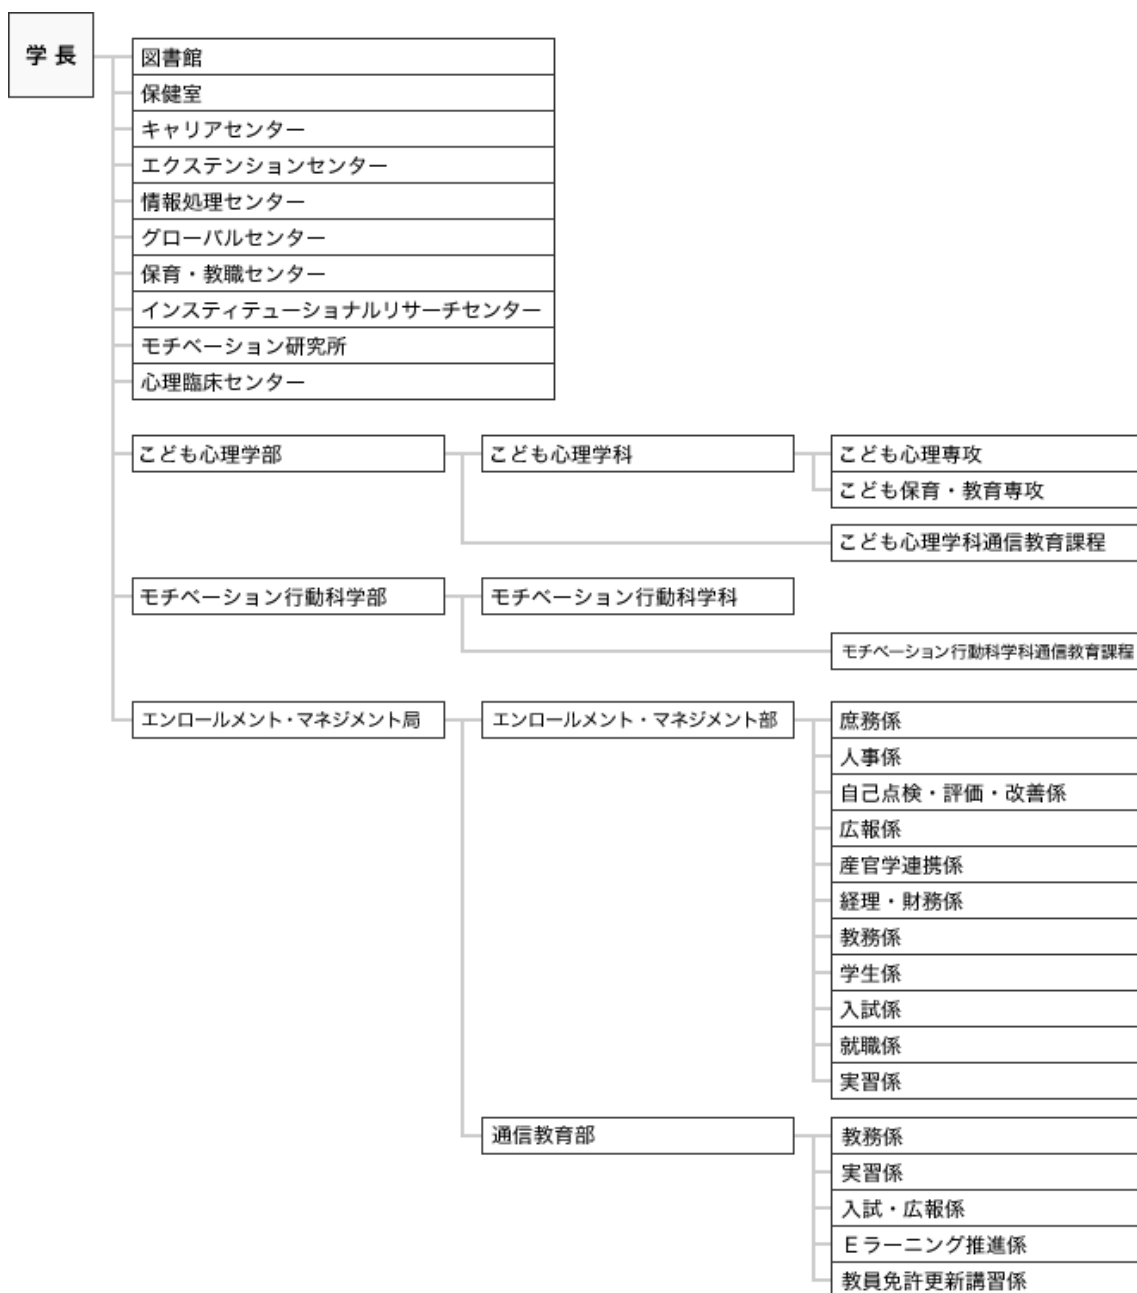 学長
図書館
保健室
キャリアセンター
エクステンションセンター
情報処理センター
グローバルセンター
保育・教職センター
インスティテューショナルリサーチセンター
モチベーション研究所
心理臨床センター
こども心理学部
こども心理学科
こども心理専攻
こども保育・教育専攻
こども心理学科通信教育課程
モチベーション行動科学部
モチベーション行動科学科
モチベーション行動科学科通信教育課程
エンロールメント・マネジメント局
エンロールメント・マネジメント部
庶務係
人事係
自己点検・評価・改善係
広報係
産官学連携係
経理・財務係
教務係
学生係
入試係
就職係
実習係
通信教育部
教務係
実習係
入試・広報係
Eラーニング推進係
教員免許更新講習係